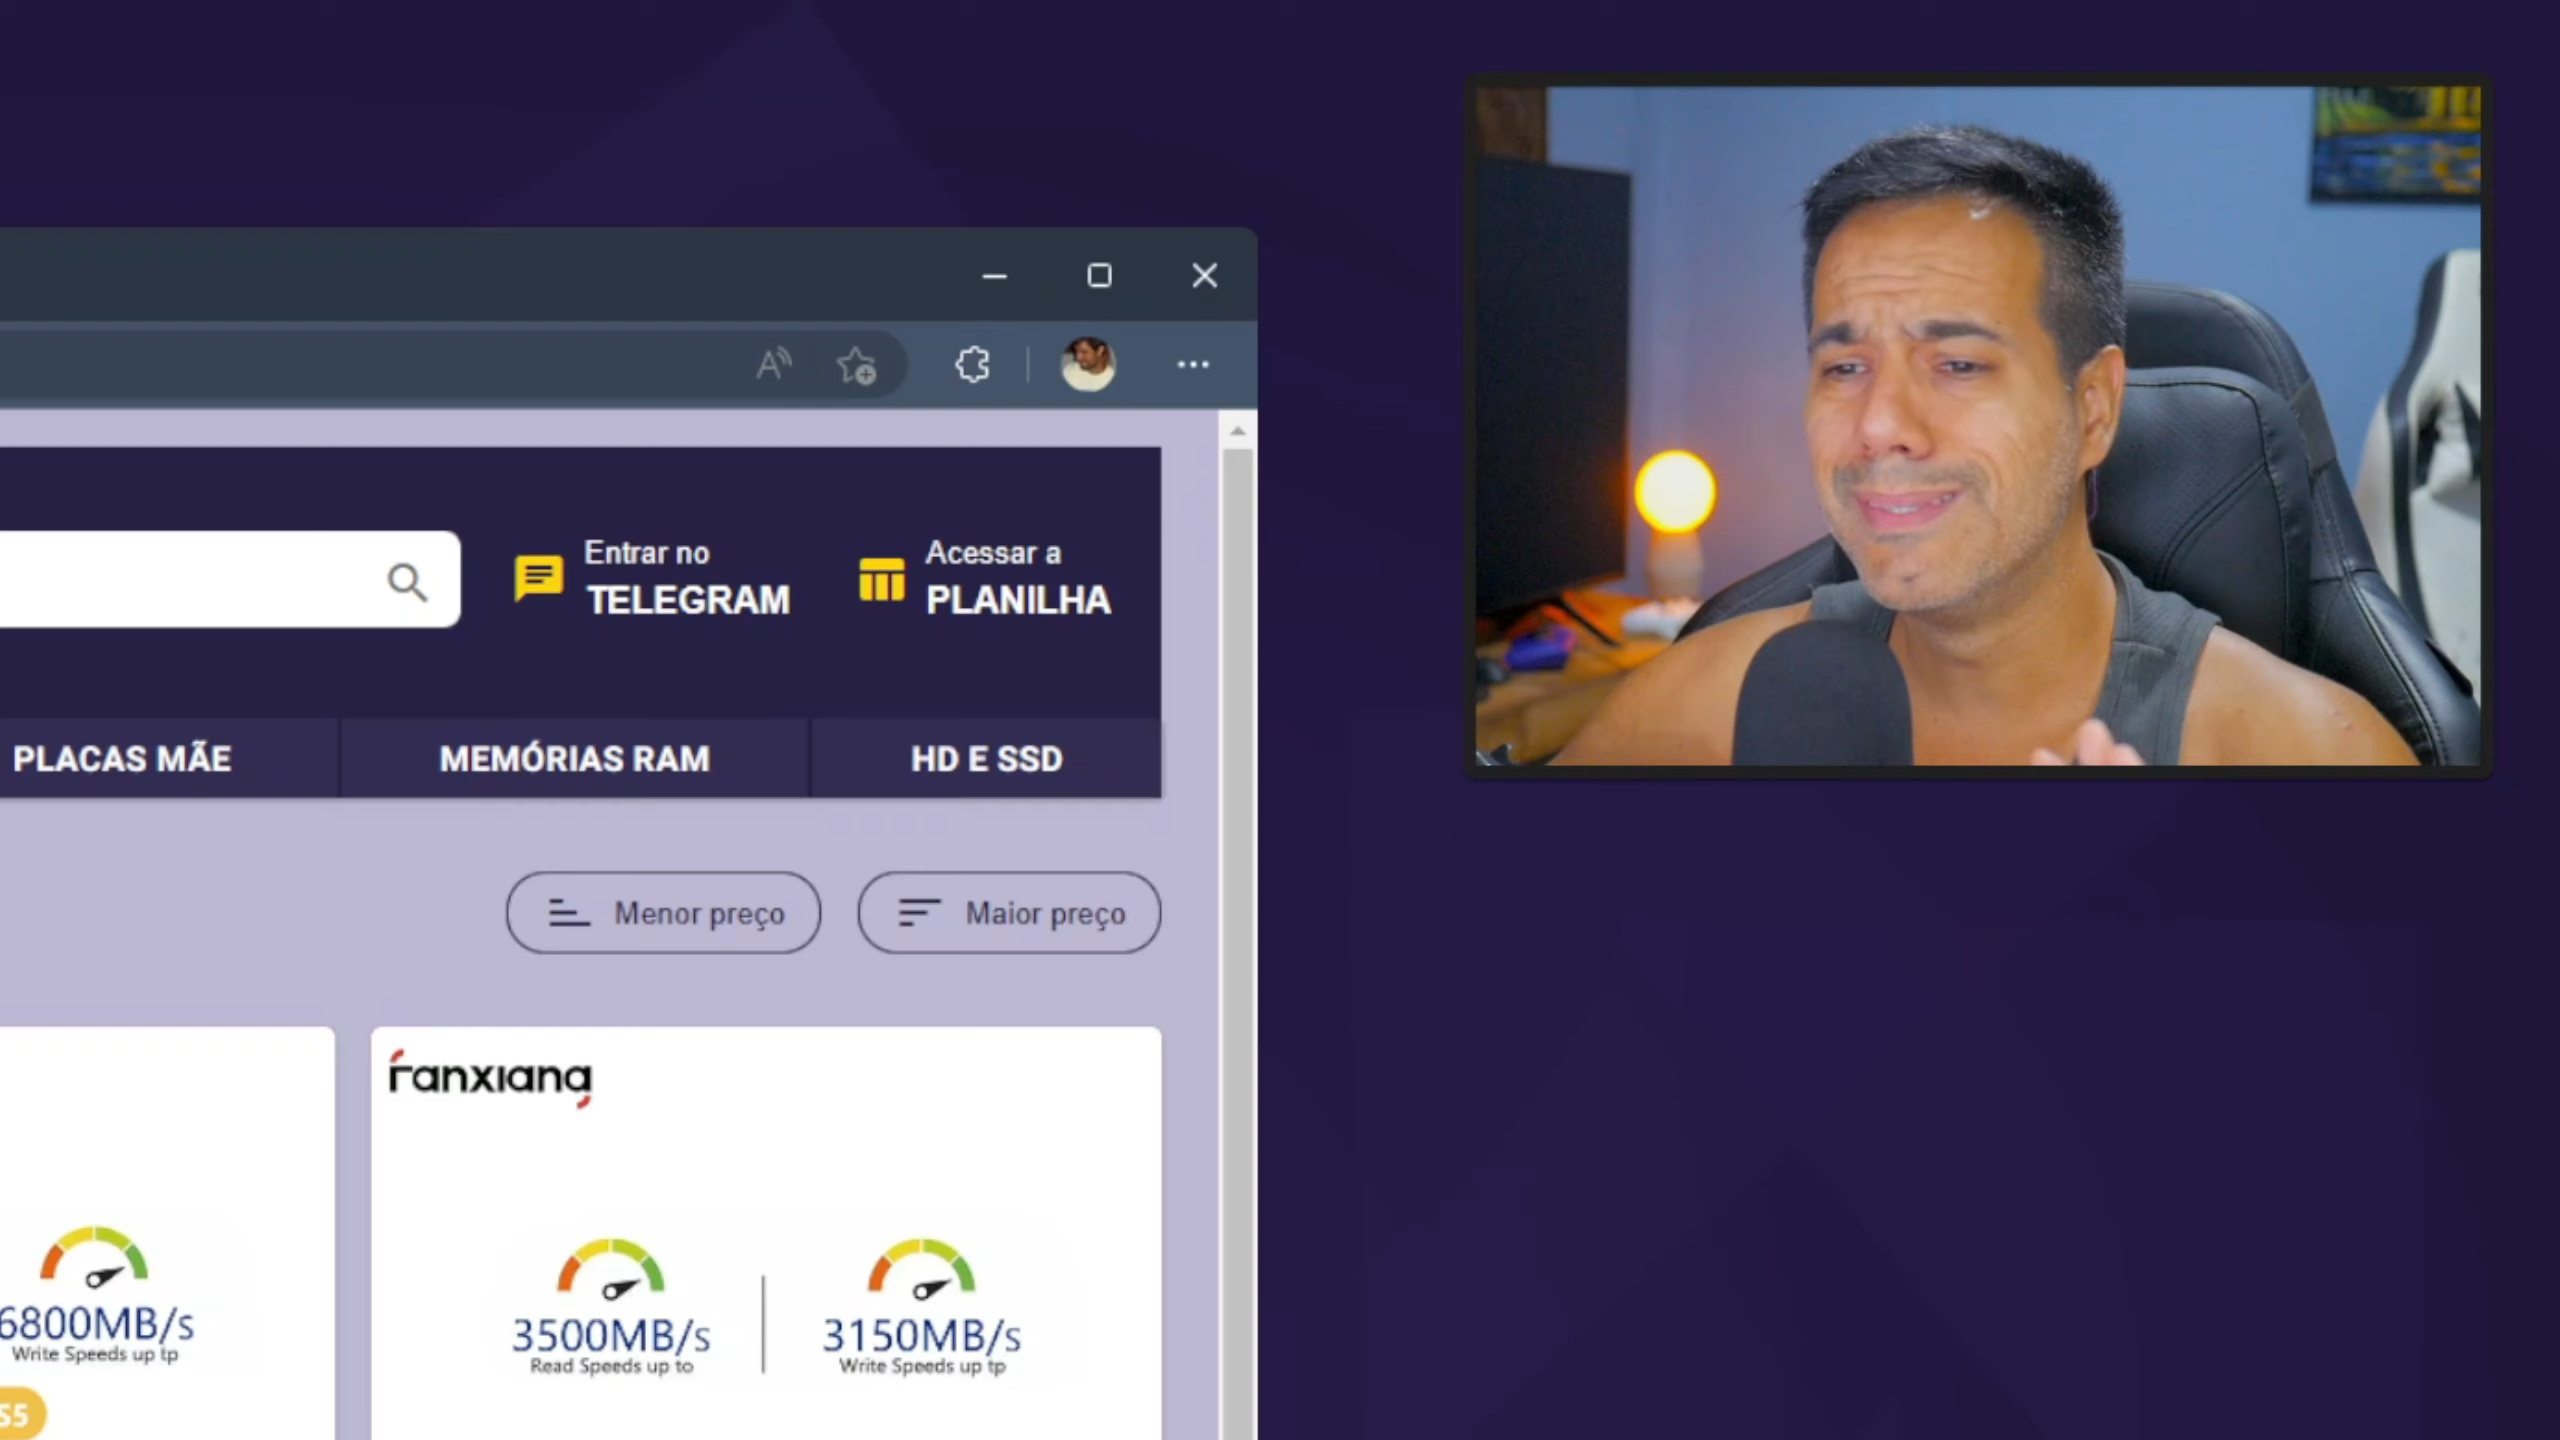 Entrar no
TELEGRAM
Acessar a
PLANILHA
PLACAS MÃE
MEMÓRIAS RAM
HD E SSD
Menor preço
Maior preço
fanxiang
6800MB/s
Write Speeds up tp
3500MB/s
Read Speeds up to
3150MB/s
Write Speeds up tp
S5